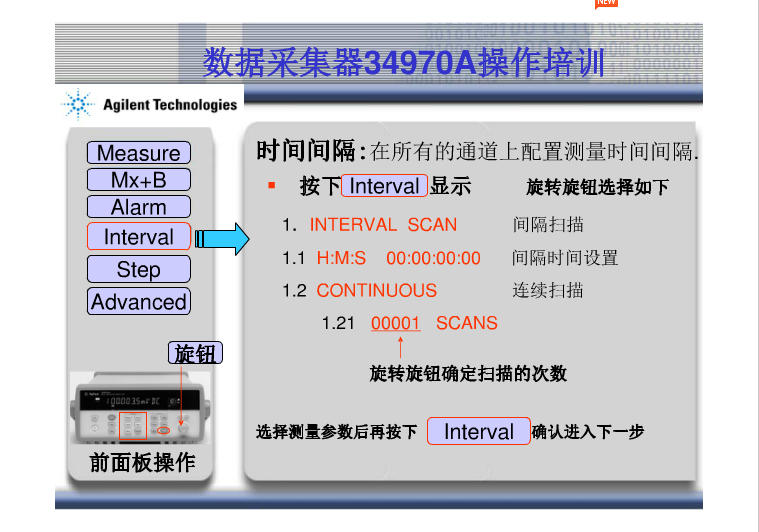 NEW
数据采集器34970A操作培训
Agilent Technologies
Measure
Mx+B
Alarm
Interval
Step
Advanced
旋钮
前面板操作
时间间隔:在所有的通道上配置测量时间间隔.
按下 Interval 显示 旋转旋钮选择如下
1. INTERVAL SCAN 间隔扫描
1.1 H:M:S 00:00:00:00 间隔时间设置
1.2 CONTINUOUS 连续扫描
1.21 00001 SCANS
旋转旋钮确定扫描的次数
选择测量参数后再按下 Interval 确认进入下一步